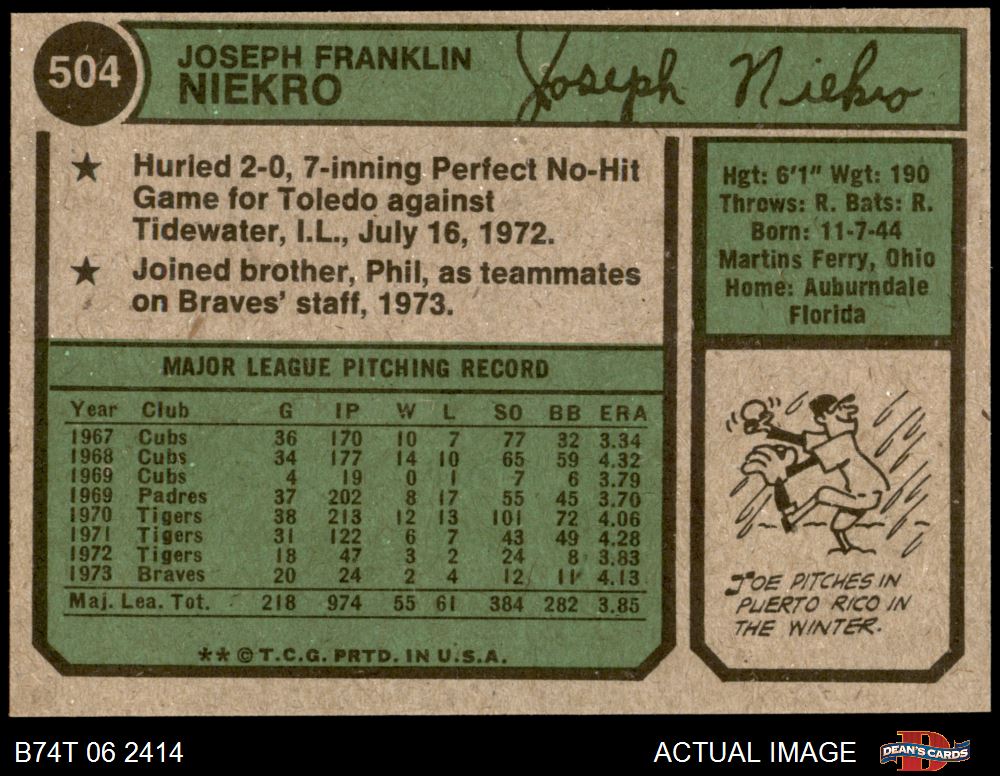 504
JOSEPH FRANKLIN
NIEKRO
Joseph Niekro
★ Hurled 2-0, 7-inning Perfect No-Hit
Game for Toledo against
Tidewater, I.L., July 16, 1972.
★ Joined brother, Phil, as teammates
on Braves' staff, 1973.
Hgt: 6'1" Wgt: 190
Throws: R. Bats: R.
Born: 11-7-44
Martins Ferry, Ohio
Home: Auburndale
Florida
MAJOR LEAGUE PITCHING RECORD
Year Club G IP W L SO BB ERA
1967 Cubs 36 170 10 7 77 32 3.34
1968 Cubs 34 177 14 10 65 59 4.32
1969 Cubs 4 19 0 1 7 6 3.79
1969 Padres 37 202 8 17 55 45 3.70
1970 Tigers 38 213 12 13 101 72 4.06
1971 Tigers 31 122 6 7 43 49 4.28
1972 Tigers 18 47 3 2 24 8 3.83
1973 Braves 20 24 2 4 12 11 4.13
Maj. Lea. Tot. 218 974 55 61 384 282 3.85
**©T.C.G. PRTD. IN U.S.A.
JOE PITCHES IN
PUERTO RICO IN
THE WINTER.
B74T 06 2414
ACTUAL IMAGE
DEAN'S CARDS